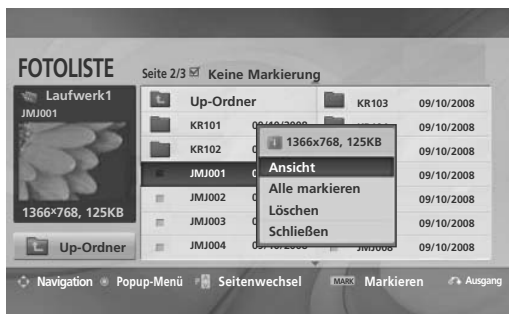 FOTOLISTE
Seite 2/3 Keine Markierung
Laufwerk1
JMJ001
1366x768, 125KB
Up-Ordner
Up-Ordner
KR101
KR102
JMJ001
JMJ002
JMJ003
JMJ004
KR103 09/10/2008
09/10/2008
09/10/2008
09/10/2008
09/10/2008
09/10/2008
JMJ008 09/10/2008
1366x768, 125KB
Ansicht
Alle markieren
Löschen
Schließen
Navigation Popup-Menü P Seitenwechsel MARK Markieren Ausgang